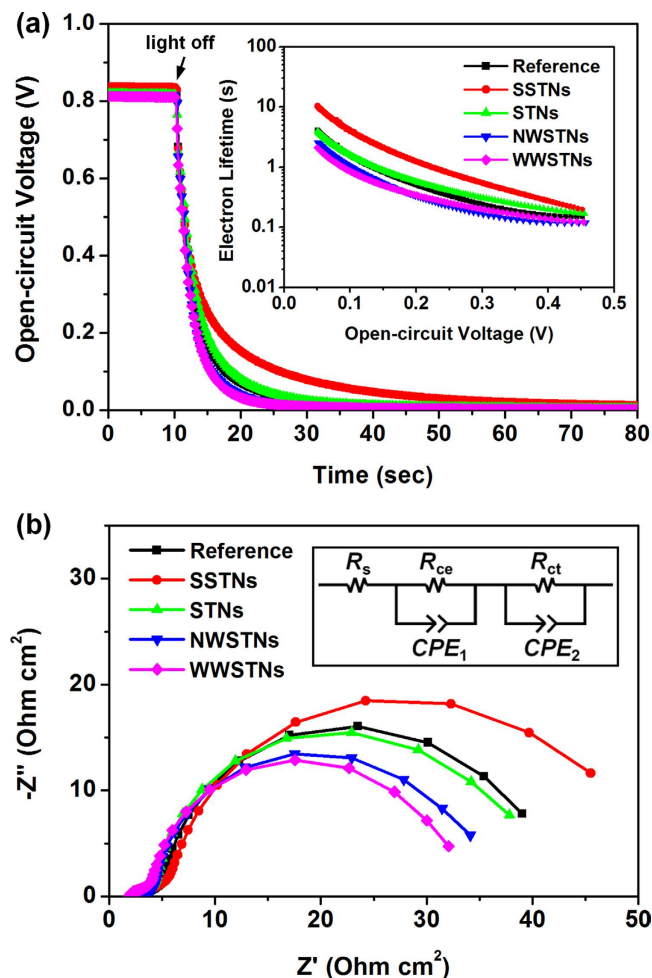 (a)
light off
Open-circuit Voltage (V)
1.0
0.8
0.6
0.4
0.2
0.0
0 10 20 30 40 50 60 70 80
Time (sec)
Electron Lifetime (s)
100
10
1
0.1
0.01
0.0 0.1 0.2 0.3 0.4 0.5
Open-circuit Voltage (V)
Reference
SSTNs
STNs
NWSTNs
WWSTNs
(b)
-Z" (Ohm cm²)
30
20
10
0
0 10 20 30 40 50
Z' (Ohm cm²)
Reference
SSTNs
STNs
NWSTNs
WWSTNs
Rs Rce Rct
CPE1 CPE2